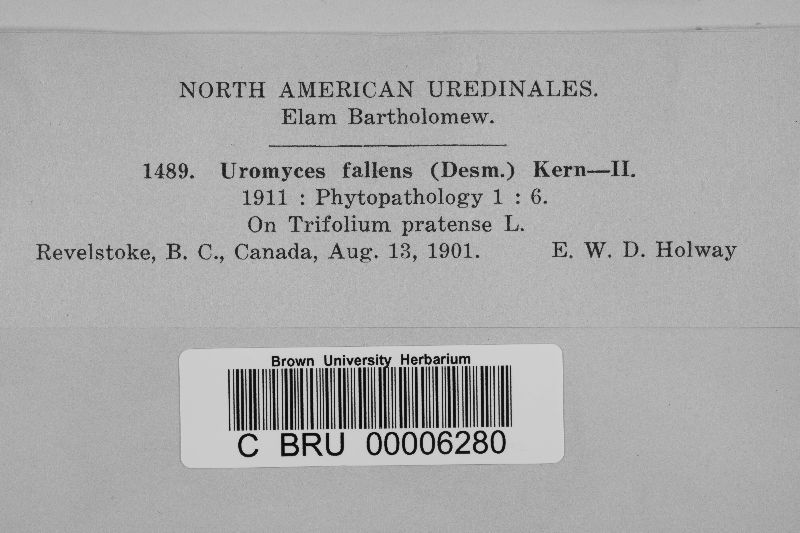 NORTH AMERICAN UREDINALES.
Elam Bartholomew.
1489. Uromyces fallens (Desm.) Kern—II.
1911 : Phytopathology 1 : 6.
On Trifolium pratense L.
Revelstoke, B. C., Canada, Aug. 13, 1901. E. W. D. Holway
Brown University Herbarium
C BRU 00006280